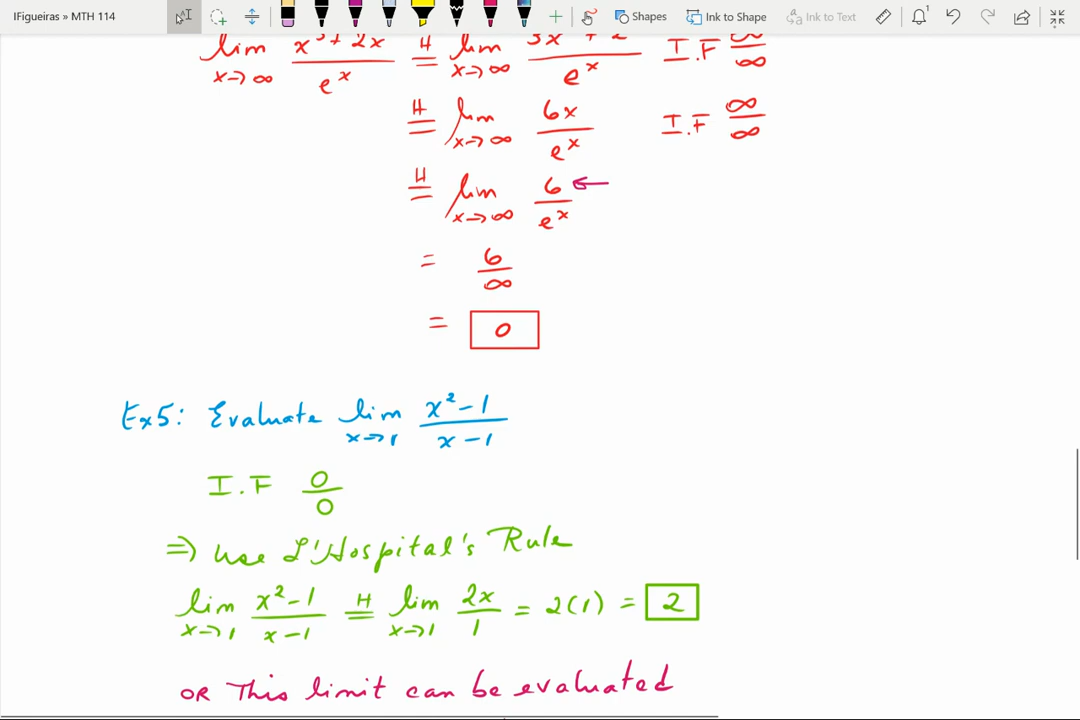 IFigueiras » MTH 114
Shapes Ink to Shape Ink to Text
lim x→∞ x³+2x / eˣ =ᴴ lim x→∞ 3x²+2 / eˣ I.F ∞/∞
=ᴴ lim x→∞ 6x / eˣ I.F ∞/∞
=ᴴ lim x→∞ 6 / eˣ ←
= 6/∞
= 0
Ex5: Evaluate lim x→1 x²-1 / x-1
I.F 0/0
⇒ use L'Hospital's Rule
lim x→1 x²-1 / x-1 =ᴴ lim x→1 2x / 1 = 2(1) = 2
OR This limit can be evaluated